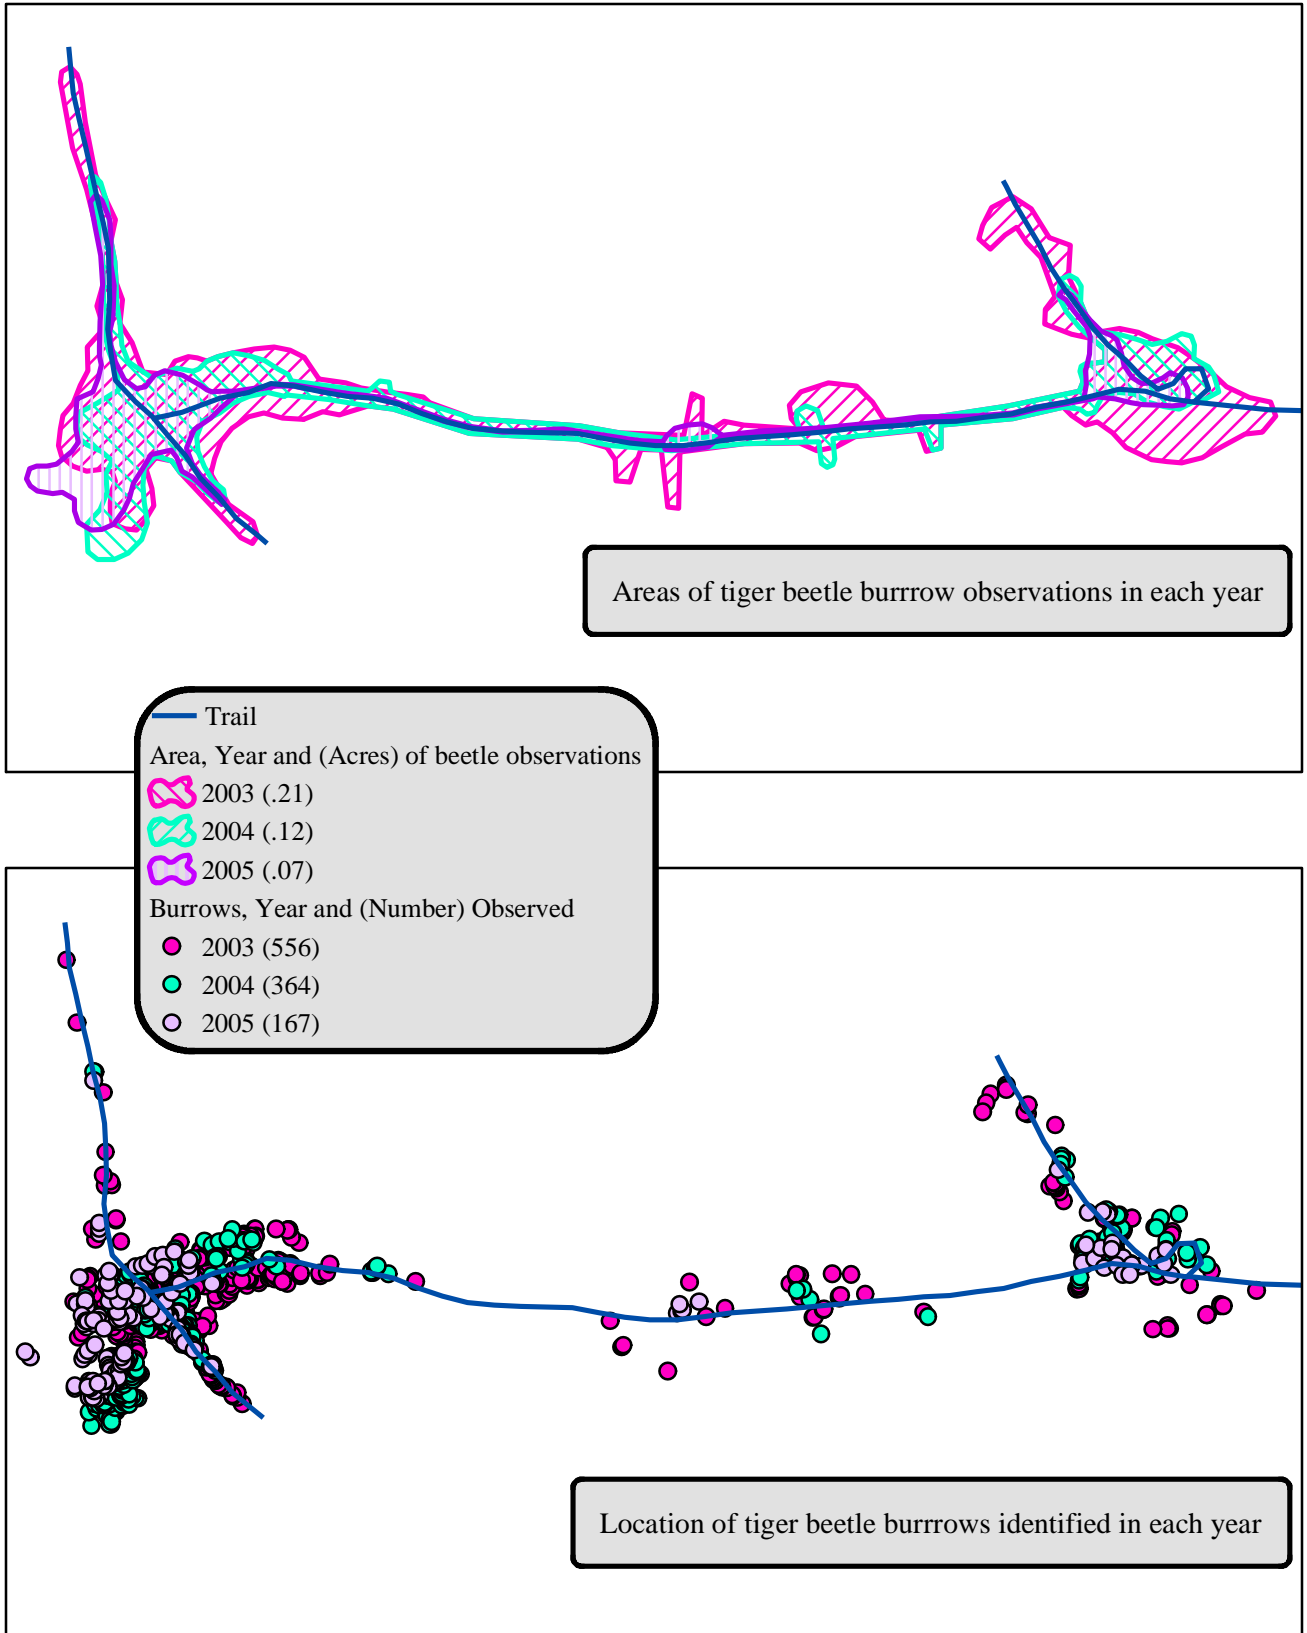 Areas of tiger beetle burrrow observations in each year
Trail
Area, Year and (Acres) of beetle observations
2003 (.21)
2004 (.12)
2005 (.07)
Burrows, Year and (Number) Observed
2003 (556)
2004 (364)
2005 (167)
Location of tiger beetle burrrows identified in each year